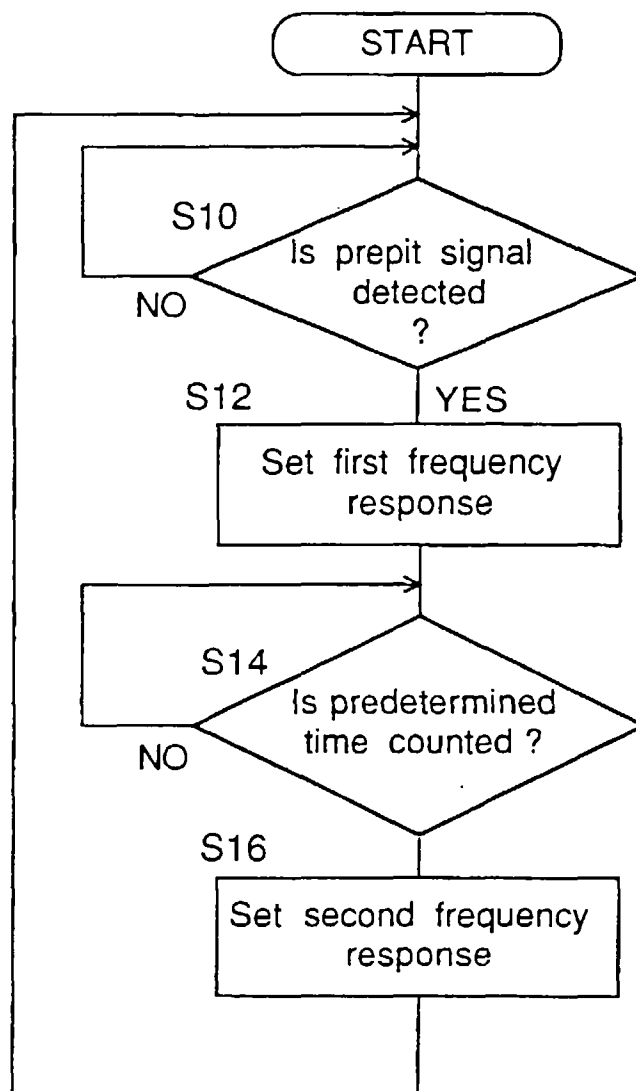 START
S10
Is prepit signal
detected
?
NO
S12
YES
Set first frequency
response
S14
Is predetermined
time counted ?
NO
S16
Set second frequency
response